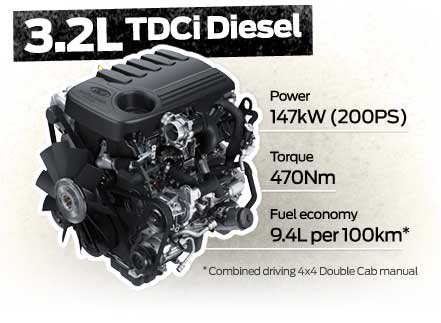 3.2L TDCi Diesel
Power
147kW (200PS)
Torque
470Nm
Fuel economy
9.4L per 100km*
*Combined driving 4x4 Double Cab manual